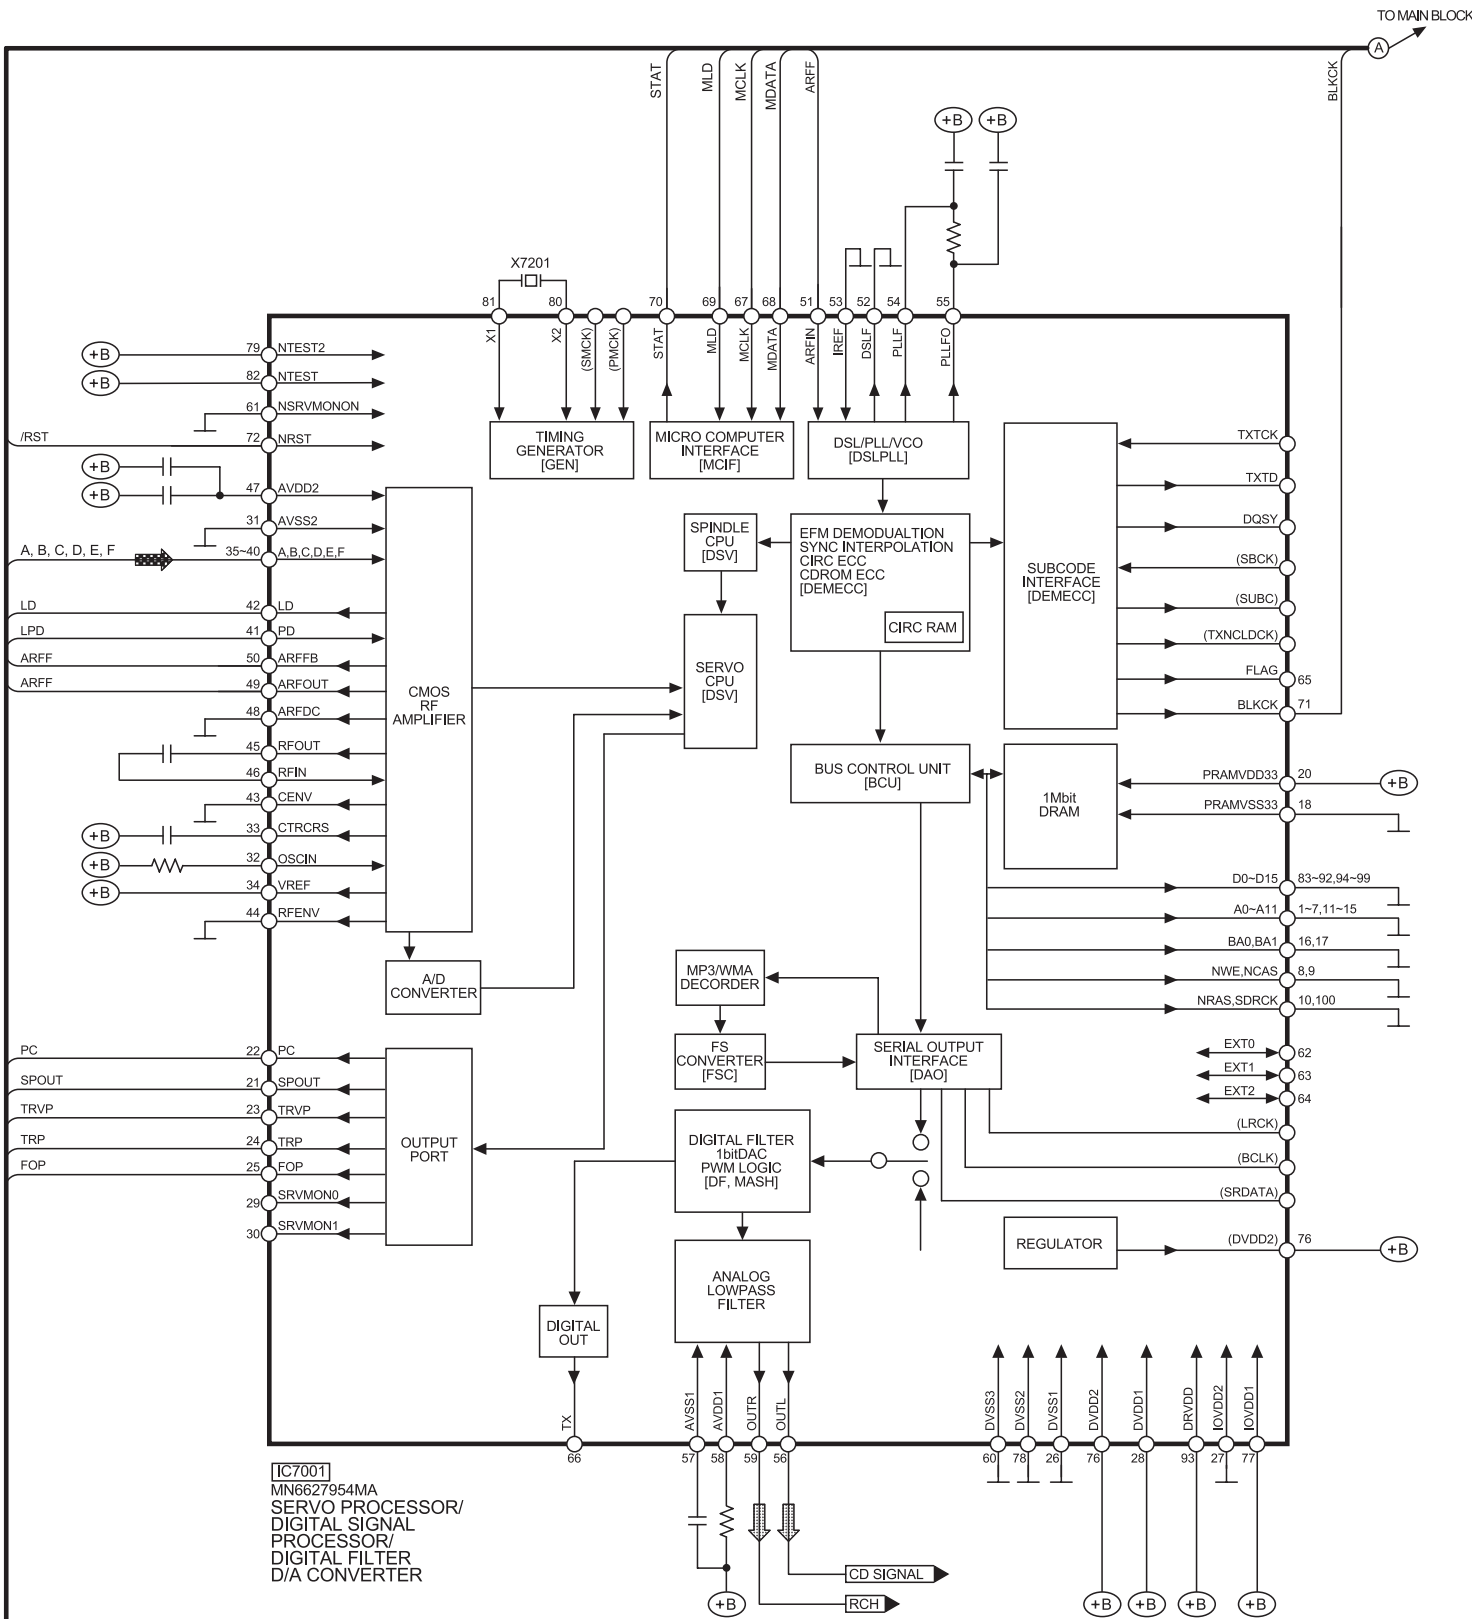 TO MAIN BLOCK
A
STAT
MLD
MCLK
MDATA
ARFF
BLKCK
+B
+B
X7201
81
80
70
69
67
68
51
53
52
54
55
X1
X2
(SMCK)
(PMCK)
STAT
MLD
MCLK
MDATA
ARFIN
IREF
DSLF
PLLF
PLLFO
+B
79
NTEST2
+B
82
NTEST
61
NSRVMONON
/RST
72
NRST
+B
+B
47
AVDD2
31
AVSS2
A, B, C, D, E, F
35~40
A,B,C,D,E,F
LD
42
LD
LPD
41
PD
ARFF
50
ARFFB
ARFF
49
ARFOUT
48
ARFDC
45
RFOUT
46
RFIN
43
CENV
+B
33
CTRCRS
+B
32
OSCIN
+B
34
VREF
44
RFENV
PC
22
PC
SPOUT
21
SPOUT
TRVP
23
TRVP
TRP
24
TRP
FOP
25
FOP
29
SRVMON0
30
SRVMON1
TIMING
GENERATOR
[GEN]
MICRO COMPUTER
INTERFACE
[MCIF]
DSL/PLL/VCO
[DSLPLL]
SPINDLE
CPU
[DSV]
EFM DEMODUALTION
SYNC INTERPOLATION
CIRC ECC
CDROM ECC
[DEMECC]
CIRC RAM
SUBCODE
INTERFACE
[DEMECC]
SERVO
CPU
[DSV]
CMOS
RF
AMPLIFIER
BUS CONTROL UNIT
[BCU]
1Mbit
DRAM
A/D
CONVERTER
MP3/WMA
DECORDER
FS
CONVERTER
[FSC]
SERIAL OUTPUT
INTERFACE
[DAO]
OUTPUT
PORT
DIGITAL FILTER
1bitDAC
PWM LOGIC
[DF, MASH]
ANALOG
LOWPASS
FILTER
REGULATOR
DIGITAL
OUT
TXTCK
TXTD
DQSY
(SBCK)
(SUBC)
(TXNCLDCK)
FLAG
65
BLKCK
71
PRAMVDD33
20
+B
PRAMVSS33
18
D0~D15
83~92,94~99
A0~A11
1~7,11~15
BA0,BA1
16,17
NWE,NCAS
8,9
NRAS,SDRCK
10,100
EXT0
62
EXT1
63
EXT2
64
(LRCK)
(BCLK)
(SRDATA)
(DVDD2)
76
+B
TX
AVSS1
AVDD1
OUTR
OUTL
DVSS3
DVSS2
DVSS1
DVDD2
DVDD1
DRVDD
IOVDD2
IOVDD1
66
57
58
59
56
60
78
26
76
28
93
27
77
IC7001
MN6627954MA
SERVO PROCESSOR/
DIGITAL SIGNAL
PROCESSOR/
DIGITAL FILTER
D/A CONVERTER
CD SIGNAL
RCH
+B
+B
+B
+B
+B